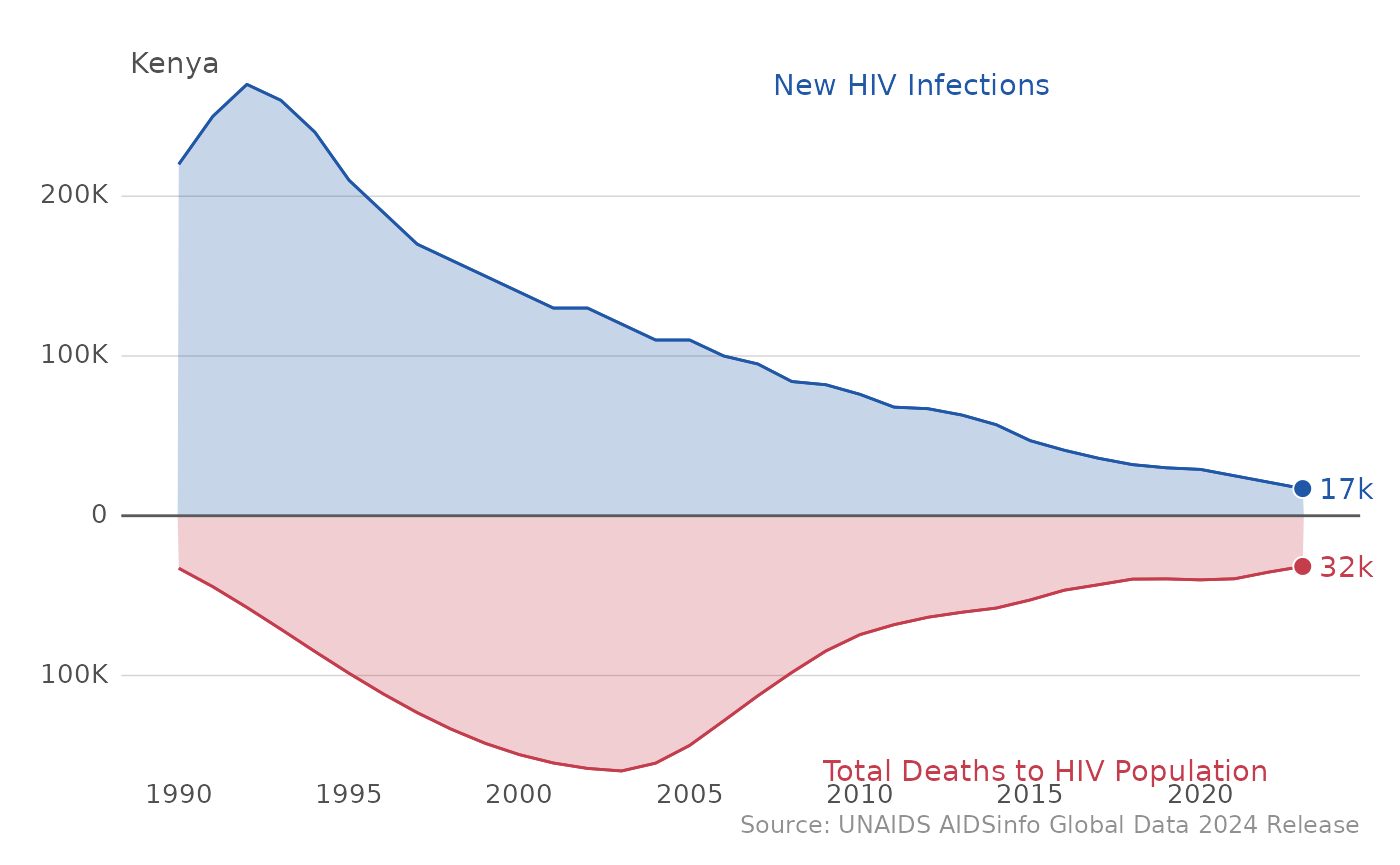 Kenya
New HIV Infections
200K
100K
0
17k
32k
100K
Total Deaths to HIV Population
1990 1995 2000 2005 2010 2015 2020
Source: UNAIDS AIDSinfo Global Data 2024 Release